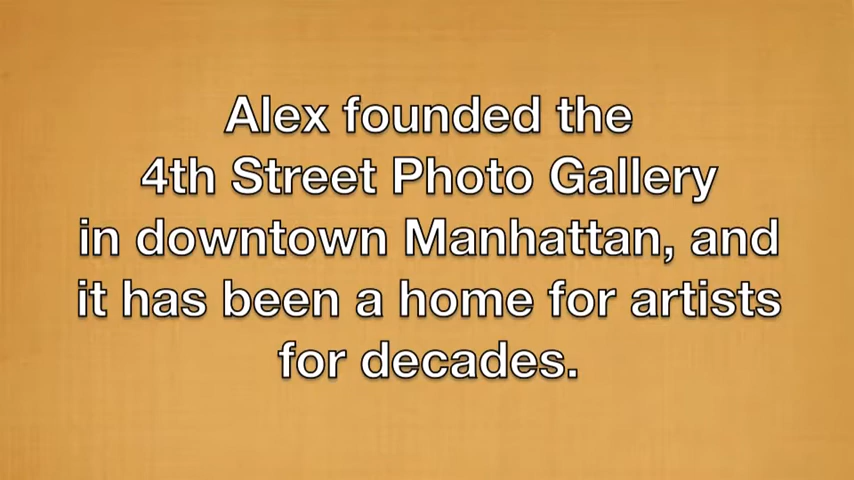 Alex founded the
4th Street Photo Gallery
in downtown Manhattan, and
it has been a home for artists
for decades.